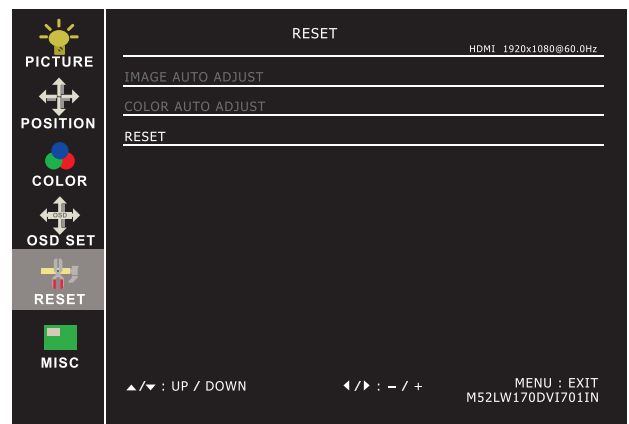 PICTURE
POSITION
COLOR
OSD
OSD SET
RESET
MISC
RESET
HDMI 1920x1080@60.0Hz
IMAGE AUTO ADJUST
COLOR AUTO ADJUST
RESET
▲/▼ : UP / DOWN
◀/▶ : – / +
MENU : EXIT
M52LW170DVI701IN